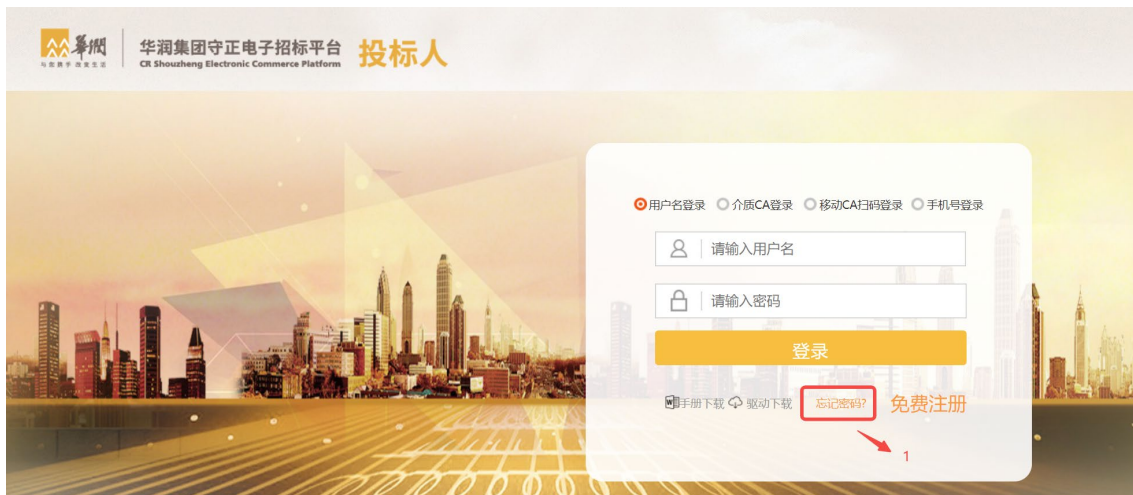 華潤
与您携手 改变生活
华润集团守正电子招标平台
CR Shouzheng Electronic Commerce Platform
投标人
用户名登录 介质CA登录 移动CA扫码登录 手机号登录
请输入用户名
请输入密码
登录
手册下载 驱动下载 忘记密码? 免费注册
1